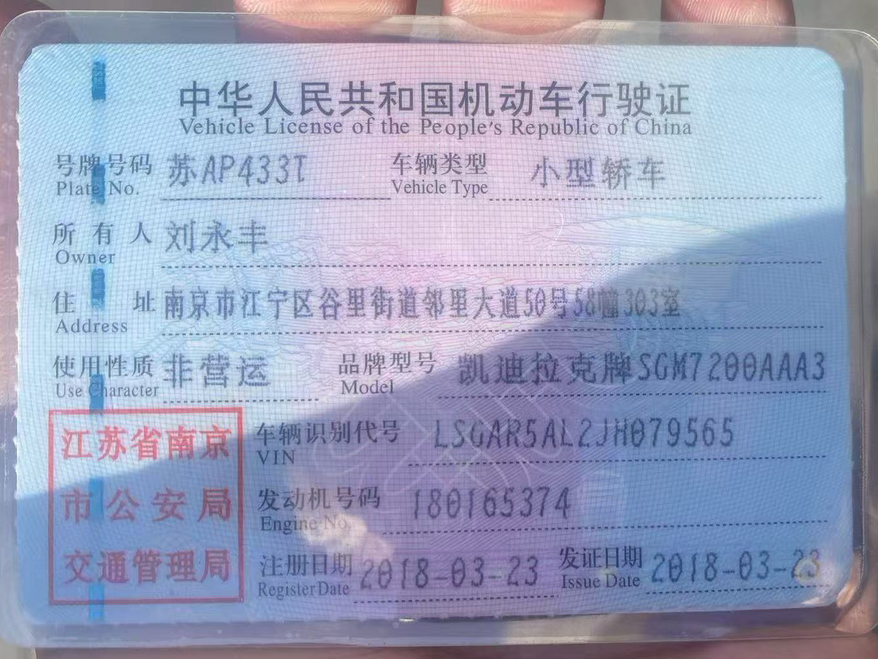 中华人民共和国机动车行驶证
Vehicle License of the People's Republic of China
号牌号码 苏AP433T 车辆类型 小型轿车
Plate No. Vehicle Type
所有人 刘永丰
Owner
住址 南京市江宁区谷里街道邻里大道50号58幢303室
Address
使用性质 非营运 品牌型号 凯迪拉克牌SGM7200AAA3
Use Character Model
江苏省南京
市公安局
交通管理局
车辆识别代号 LSGAR5AL2JH079565
VIN
发动机号码 180165374
Engine No.
注册日期 2018-03-23 发证日期 2018-03-23
Register Date Issue Date